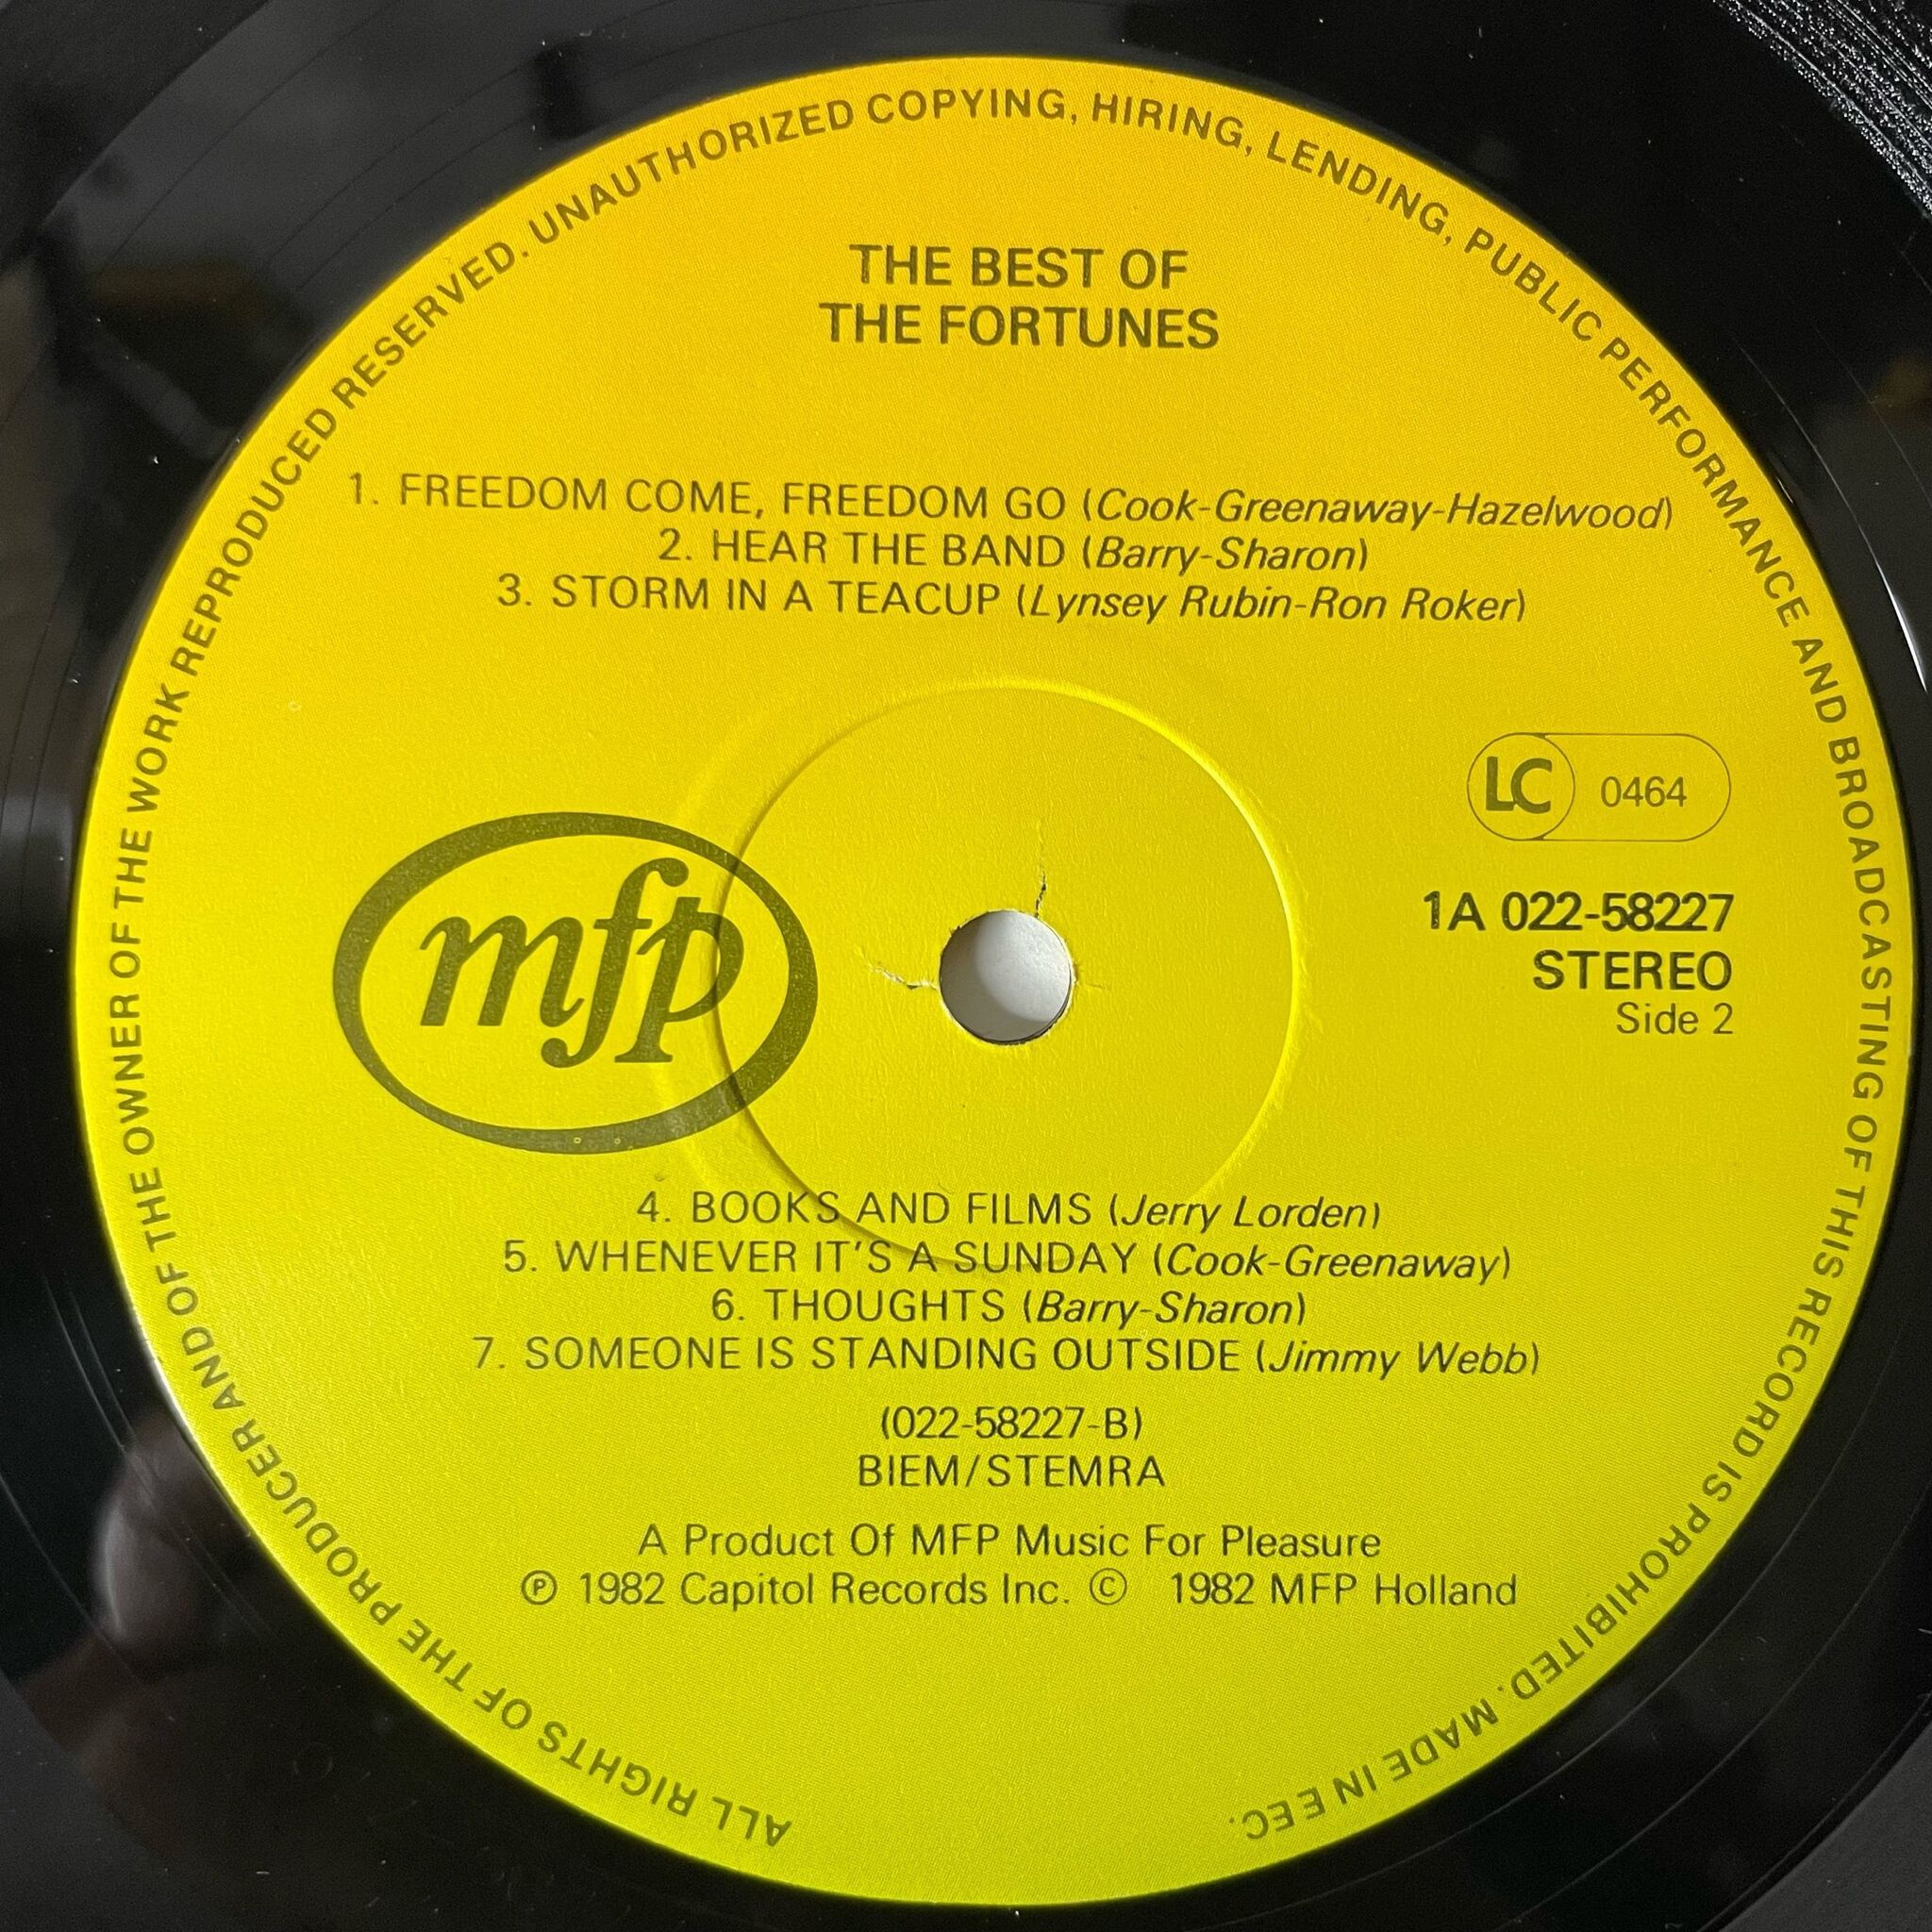 THE BEST OF
THE FORTUNES
1. FREEDOM COME, FREEDOM GO (Cook-Greenaway-Hazelwood)
2. HEAR THE BAND (Barry-Sharon)
3. STORM IN A TEACUP (Lynsey Rubin-Ron Roker)
LC 0464
mfp
1A 022-58227
STEREO
Side 2
4. BOOKS AND FILMS (Jerry Lorden)
5. WHENEVER IT'S A SUNDAY (Cook-Greenaway)
6. THOUGHTS (Barry-Sharon)
7. SOMEONE IS STANDING OUTSIDE (Jimmy Webb)
(022-58227-B)
BIEM/STEMRA
A Product Of MFP Music For Pleasure
℗ 1982 Capitol Records Inc. © 1982 MFP Holland
ALL RIGHTS OF THE PRODUCER AND OF THE OWNER OF THE WORK REPRODUCED RESERVED. UNAUTHORIZED COPYING, HIRING, LENDING, PUBLIC PERFORMANCE AND BROADCASTING OF THIS RECORD IS PROHIBITED. MADE IN EEC.